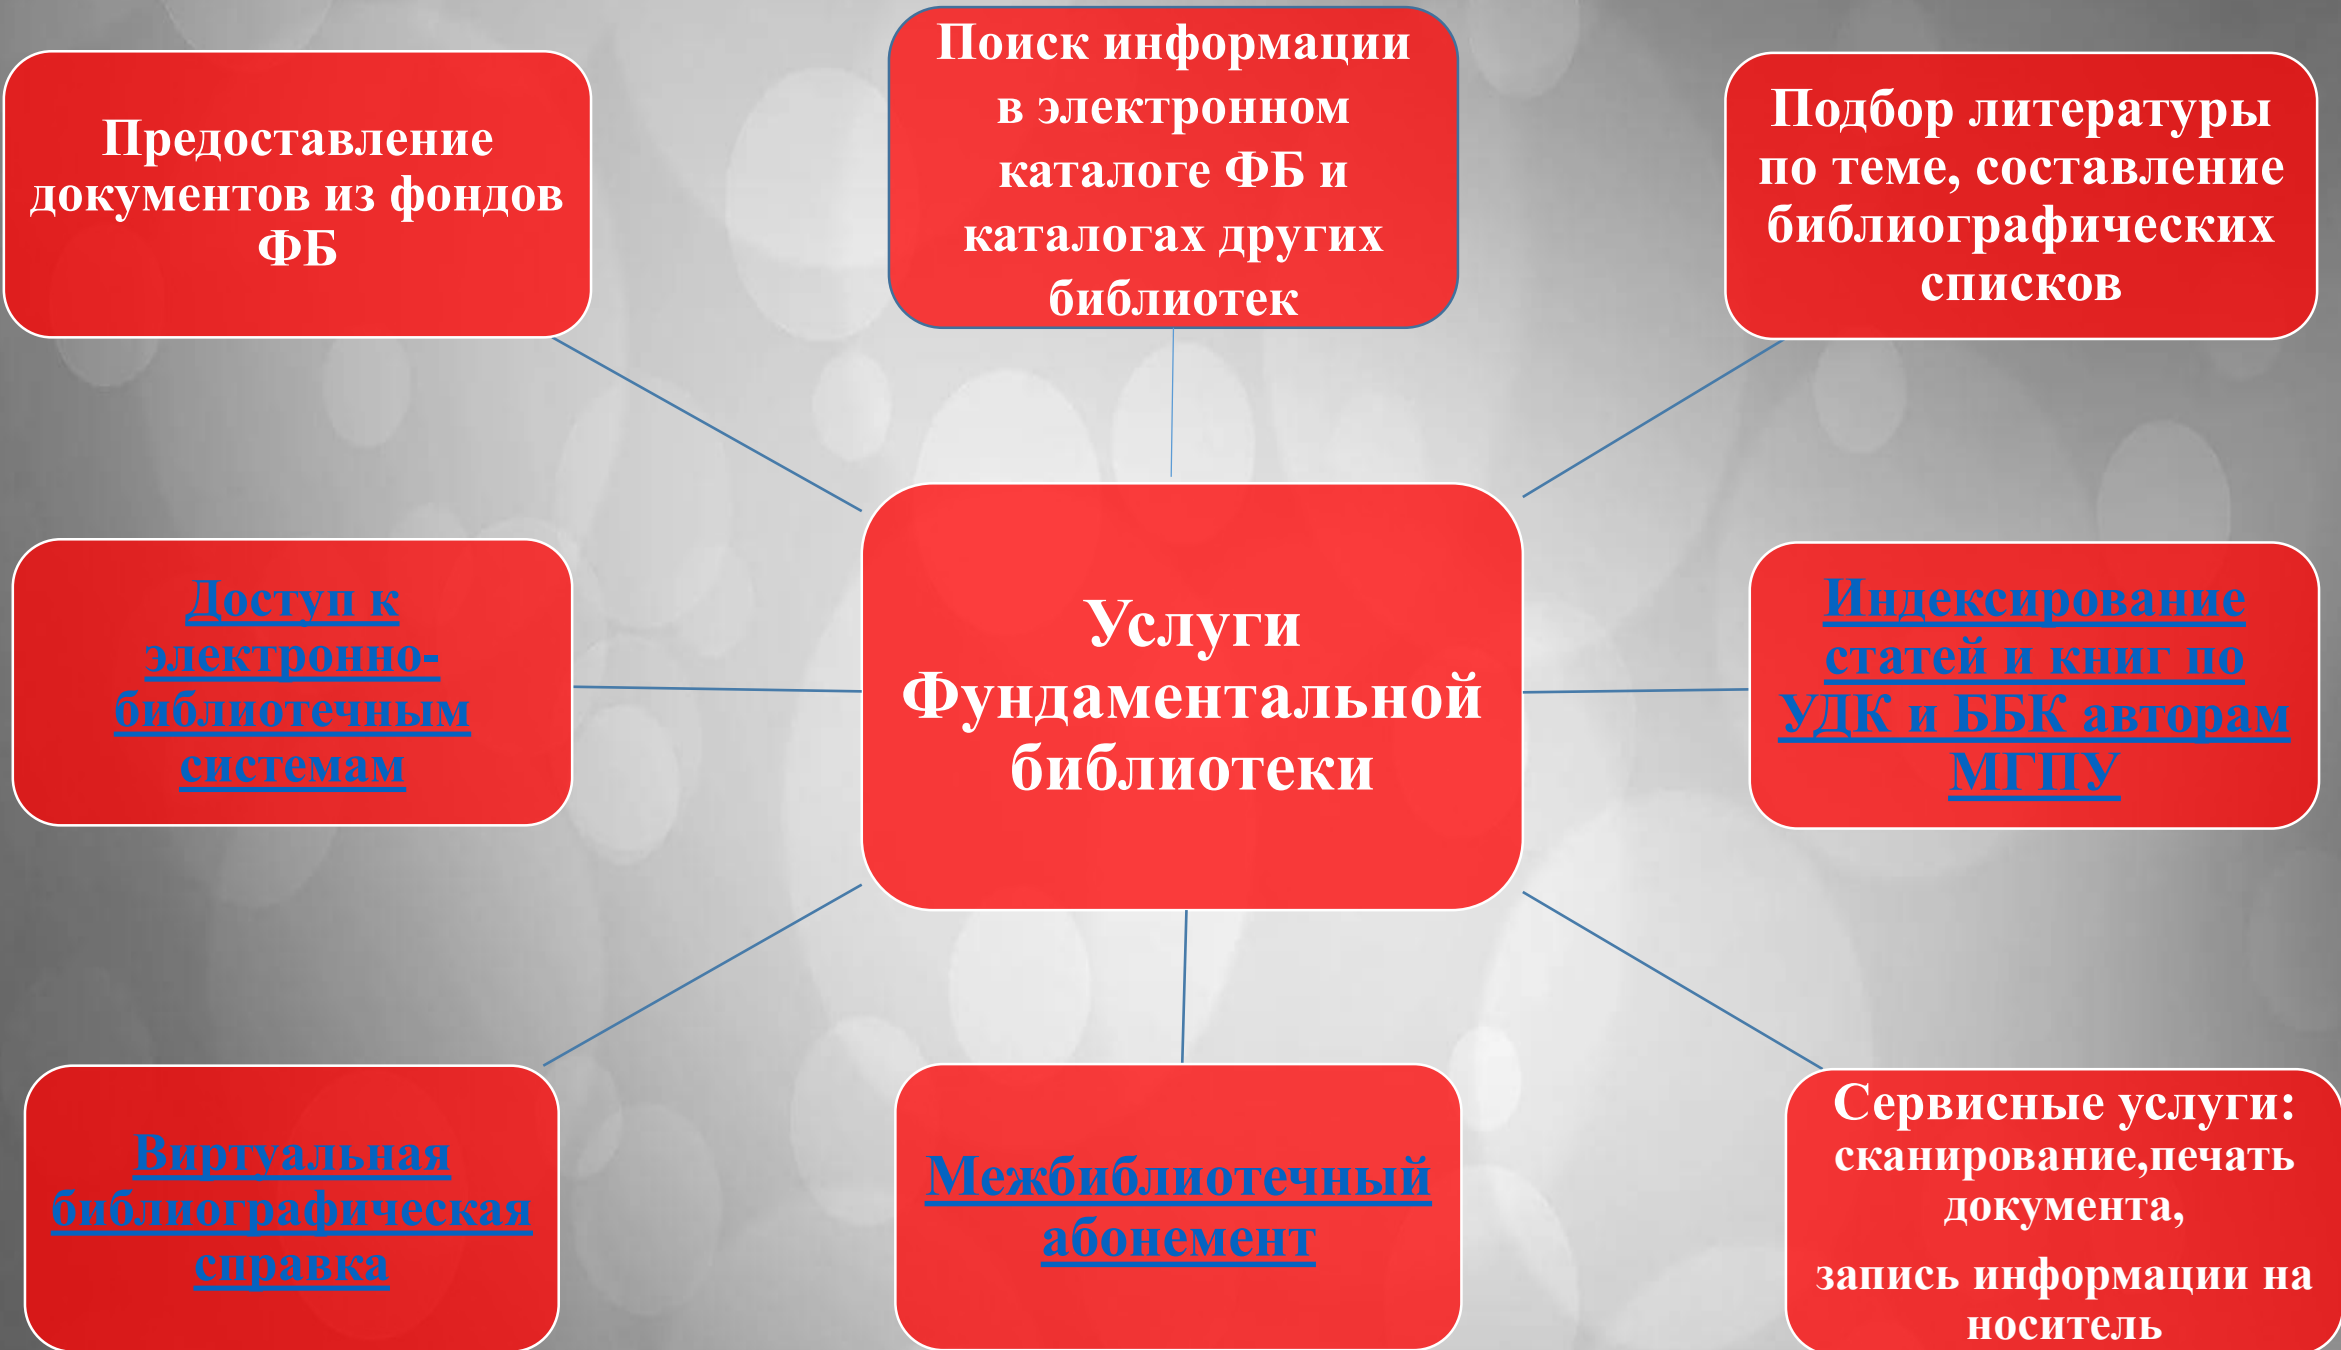 Предоставление
документов из фондов
ФБ
Поиск информации
в электронном
каталоге ФБ и
каталогах других
библиотек
Подбор литературы
по теме, составление
библиографических
списков
Доступ к
электронно-
библиотечным
системам
Услуги
Фундаментальной
библиотеки
Индексирование
статей и книг по
УДК и ББК авторам
МГПУ
Виртуальная
библиографическая
справка
Межбиблиотечный
абонемент
Сервисные услуги:
сканирование,печать
документа,
запись информации на
носитель